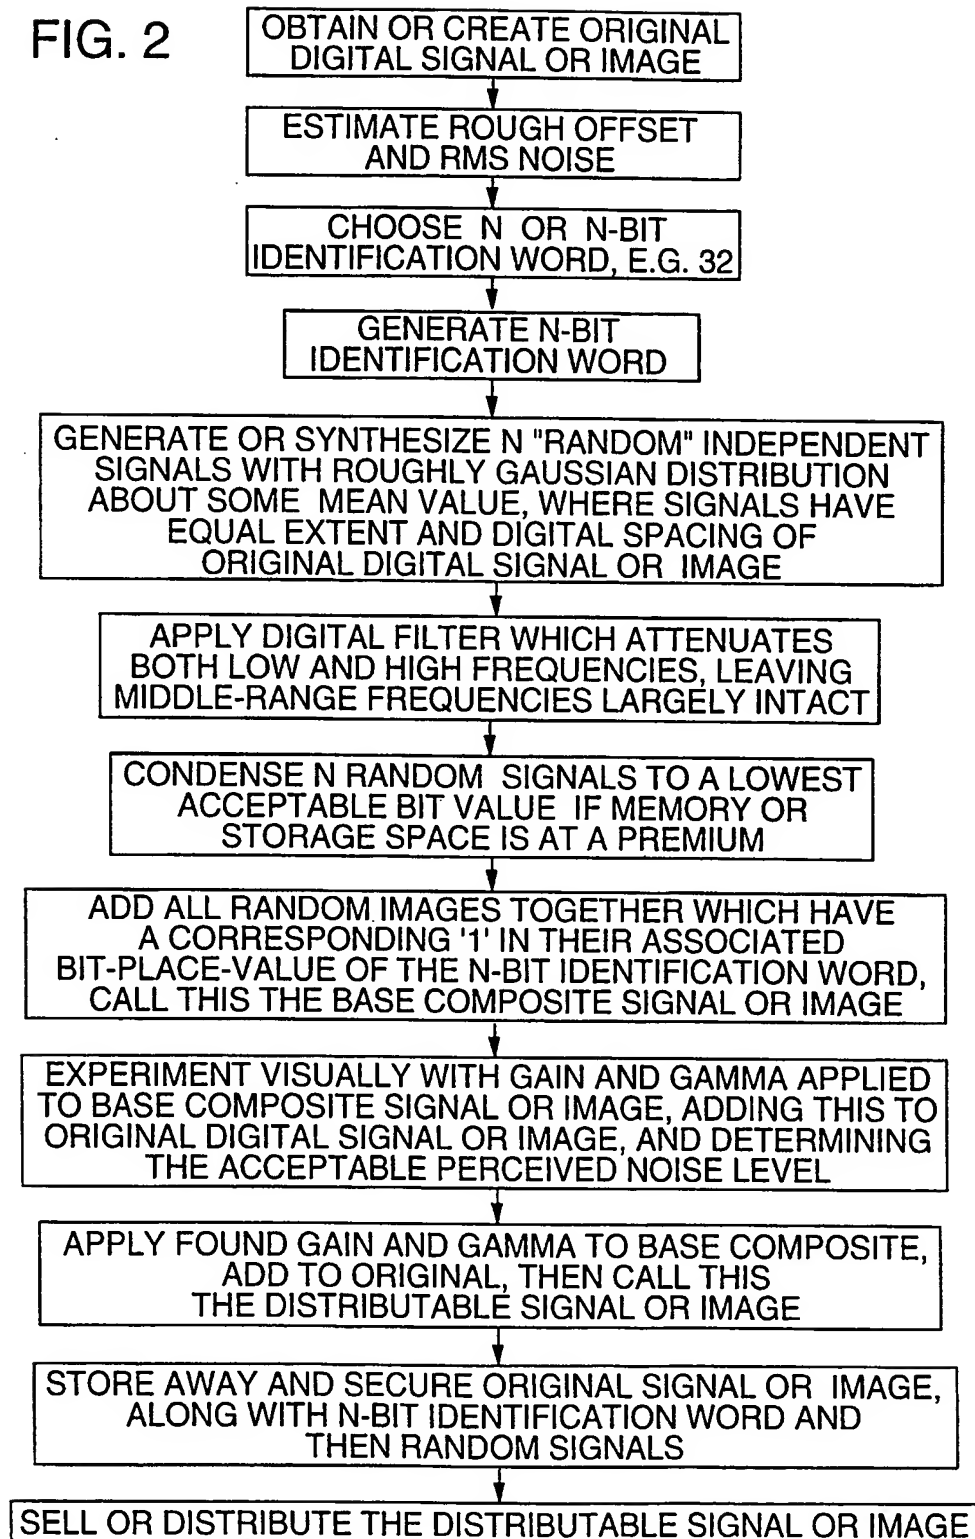 FIG. 2
OBTAIN OR CREATE ORIGINAL
DIGITAL SIGNAL OR IMAGE
ESTIMATE ROUGH OFFSET
AND RMS NOISE
CHOOSE N OR N-BIT
IDENTIFICATION WORD, E.G. 32
GENERATE N-BIT
IDENTIFICATION WORD
GENERATE OR SYNTHESIZE N "RANDOM" INDEPENDENT
SIGNALS WITH ROUGHLY GAUSSIAN DISTRIBUTION
ABOUT SOME MEAN VALUE, WHERE SIGNALS HAVE
EQUAL EXTENT AND DIGITAL SPACING OF
ORIGINAL DIGITAL SIGNAL OR IMAGE
APPLY DIGITAL FILTER WHICH ATTENUATES
BOTH LOW AND HIGH FREQUENCIES, LEAVING
MIDDLE-RANGE FREQUENCIES LARGELY INTACT
CONDENSE N RANDOM SIGNALS TO A LOWEST
ACCEPTABLE BIT VALUE IF MEMORY OR
STORAGE SPACE IS AT A PREMIUM
ADD ALL RANDOM IMAGES TOGETHER WHICH HAVE
A CORRESPONDING '1' IN THEIR ASSOCIATED
BIT-PLACE-VALUE OF THE N-BIT IDENTIFICATION WORD,
CALL THIS THE BASE COMPOSITE SIGNAL OR IMAGE
EXPERIMENT VISUALLY WITH GAIN AND GAMMA APPLIED
TO BASE COMPOSITE SIGNAL OR IMAGE, ADDING THIS TO
ORIGINAL DIGITAL SIGNAL OR IMAGE, AND DETERMINING
THE ACCEPTABLE PERCEIVED NOISE LEVEL
APPLY FOUND GAIN AND GAMMA TO BASE COMPOSITE,
ADD TO ORIGINAL, THEN CALL THIS
THE DISTRIBUTABLE SIGNAL OR IMAGE
STORE AWAY AND SECURE ORIGINAL SIGNAL OR IMAGE,
ALONG WITH N-BIT IDENTIFICATION WORD AND
THEN RANDOM SIGNALS
SELL OR DISTRIBUTE THE DISTRIBUTABLE SIGNAL OR IMAGE